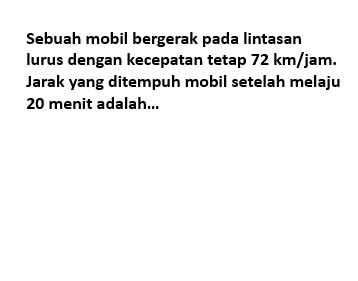 Sebuah mobil bergerak pada lintasan
lurus dengan kecepatan tetap 72 km/jam.
Jarak yang ditempuh mobil setelah melaju
20 menit adalah...